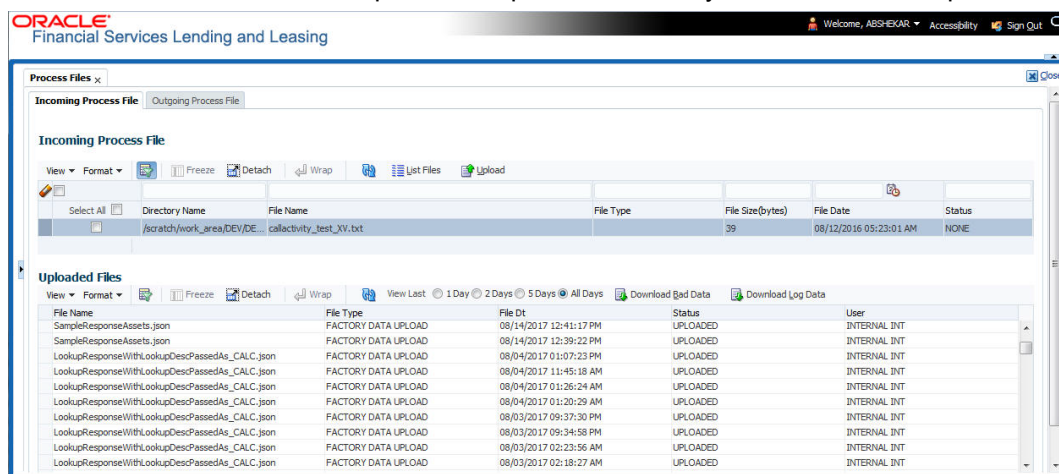 ORACLE
Financial Services Lending and Leasing
Welcome, ABSHEKAR Accessibility Sign Out
Process Files x
Close
Incoming Process File Outgoing Process File
Incoming Process File
View Format Freeze Detach Wrap List Files Upload
Select All Directory Name File Name File Type File Size(bytes) File Date Status
/scratch/work_area/DEV/DE... callactivity_test_XV.txt 39 08/12/2016 05:23:01 AM NONE
Uploaded Files
View Format Freeze Detach Wrap View Last 1 Day 2 Days 5 Days All Days Download Bad Data Download Log Data
File Name File Type File Dt Status User
SampleResponseAssets.json FACTORY DATA UPLOAD 08/14/2017 12:41:17 PM UPLOADED INTERNAL INT
SampleResponseAssets.json FACTORY DATA UPLOAD 08/14/2017 12:39:22 PM UPLOADED INTERNAL INT
LookupResponseWithLookupDescPassedAs_CALC.json FACTORY DATA UPLOAD 08/04/2017 01:07:23 PM UPLOADED INTERNAL INT
LookupResponseWithLookupDescPassedAs_CALC.json FACTORY DATA UPLOAD 08/04/2017 11:45:18 AM UPLOADED INTERNAL INT
LookupResponseWithLookupDescPassedAs_CALC.json FACTORY DATA UPLOAD 08/04/2017 01:26:24 AM UPLOADED INTERNAL INT
LookupResponseWithLookupDescPassedAs_CALC.json FACTORY DATA UPLOAD 08/04/2017 01:20:29 AM UPLOADED INTERNAL INT
LookupResponseWithLookupDescPassedAs_CALC.json FACTORY DATA UPLOAD 08/03/2017 09:37:30 PM UPLOADED INTERNAL INT
LookupResponseWithLookupDescPassedAs_CALC.json FACTORY DATA UPLOAD 08/03/2017 09:34:58 PM UPLOADED INTERNAL INT
LookupResponseWithLookupDescPassedAs_CALC.json FACTORY DATA UPLOAD 08/03/2017 02:23:56 AM UPLOADED INTERNAL INT
LookupResponseWithLookupDescPassedAs_CALC.json FACTORY DATA UPLOAD 08/03/2017 02:18:27 AM UPLOADED INTERNAL INT